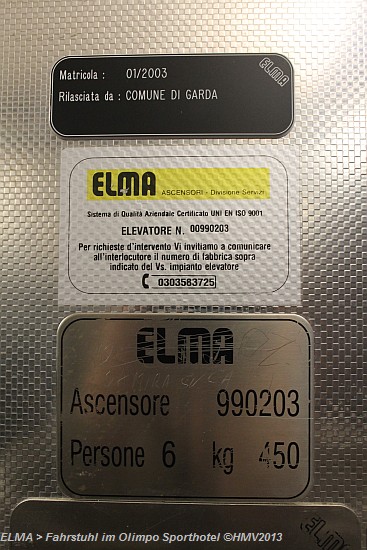 Matricola : 01/2003
ELMA
Rilasciata da : COMUNE DI GARDA
ELMA
ASCENSORI - Divisione Servizi
Sistema di Qualità Aziendale Certificato UNI EN ISO 9001
ELEVATORE N. 00990203
Per richieste d'intervento Vi invitiamo a comunicare
all'interlocutore il numero di fabbrica sopra
indicato del Vs. impianto elevatore
0303583725
ELMA
Ascensore 990203
Persone 6 kg 450
ELMA
ELMA > Fahrstuhl im Olimpo Sporthotel ©HMV2013